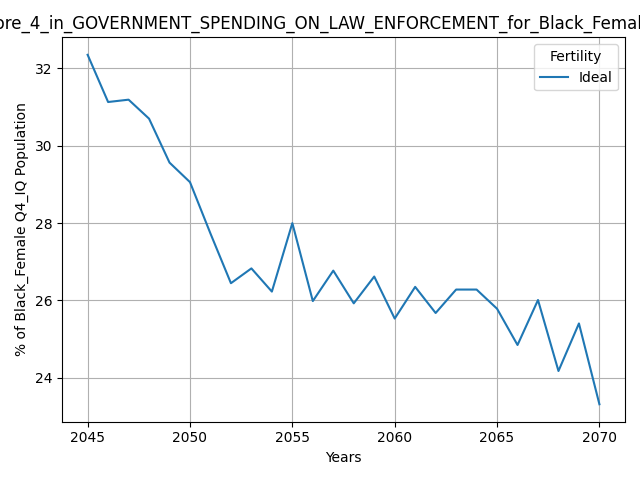 ore_4_in_GOVERNMENT_SPENDING_ON_LAW_ENFORCEMENT_for_Black_Femal
Fertility
Ideal
% of Black_Female Q4_IQ Population
32
30
28
26
24
2045 2050 2055 2060 2065 2070
Years